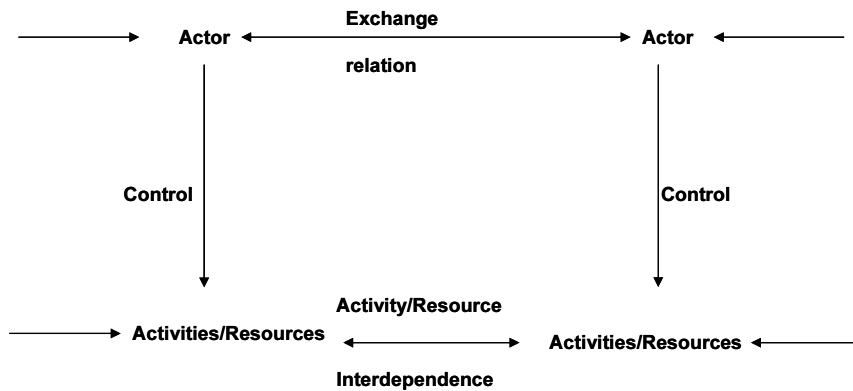 Exchange
Actor
Actor
relation
Control
Control
Activity/Resource
Activities/Resources
Activities/Resources
Interdependence